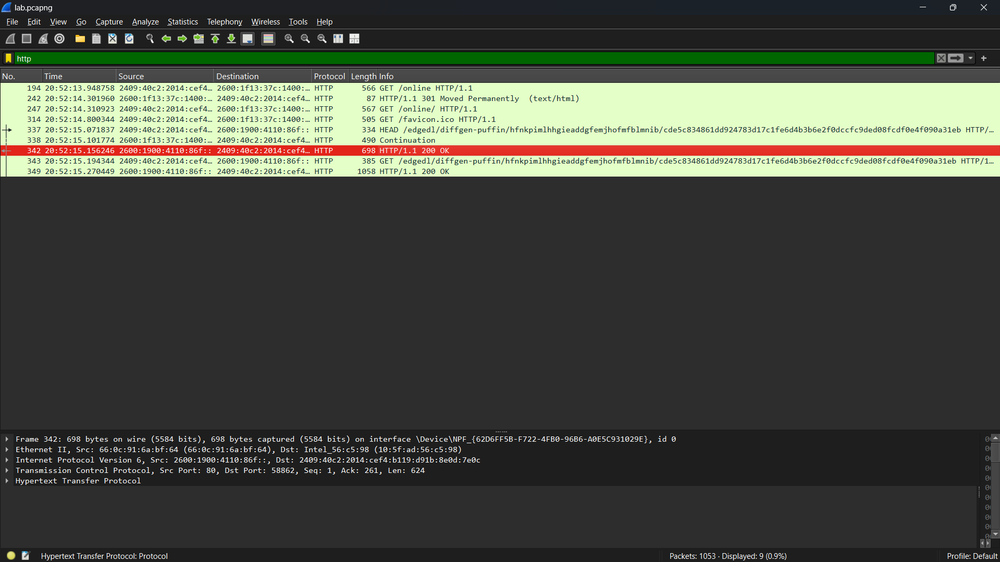 lab.pcapng
File Edit View Go Capture Analyze Statistics Telephony Wireless Tools Help
http
No. Time Source Destination Protocol Length Info
194 20:52:13.948758 2409:40c2:2014:cef4… 2600:1f13:37c:1400:… HTTP 566 GET /online HTTP/1.1
242 20:52:14.301960 2600:1f13:37c:1400:… 2409:40c2:2014:cef4… HTTP 87 HTTP/1.1 301 Moved Permanently (text/html)
247 20:52:14.310923 2409:40c2:2014:cef4… 2600:1f13:37c:1400:… HTTP 567 GET /online/ HTTP/1.1
314 20:52:14.800344 2409:40c2:2014:cef4… 2600:1f13:37c:1400:… HTTP 505 GET /favicon.ico HTTP/1.1
337 20:52:15.071837 2409:40c2:2014:cef4… 2600:1900:4110:86f:: HTTP 334 HEAD /edgedl/diffgen-puffin/hfnkpimlhhgieaddgfemjhofmfblmnib/cde5c834861dd924783d17c1fe6d4b3b6e2f0dccfc9ded08fcdf0e4f090a31eb HTTP/…
338 20:52:15.101774 2600:1f13:37c:1400:… 2409:40c2:2014:cef4… HTTP 490 Continuation
342 20:52:15.156246 2600:1900:4110:86f:: 2409:40c2:2014:cef4… HTTP 698 HTTP/1.1 200 OK
343 20:52:15.194344 2409:40c2:2014:cef4… 2600:1900:4110:86f:: HTTP 385 GET /edgedl/diffgen-puffin/hfnkpimlhhgieaddgfemjhofmfblmnib/cde5c834861dd924783d17c1fe6d4b3b6e2f0dccfc9ded08fcdf0e4f090a31eb HTTP/1…
349 20:52:15.270449 2600:1900:4110:86f:: 2409:40c2:2014:cef4… HTTP 1058 HTTP/1.1 200 OK
Frame 342: 698 bytes on wire (5584 bits), 698 bytes captured (5584 bits) on interface \Device\NPF_{62D6FF5B-F722-4FB0-96B6-A0E5C931029E}, id 0
Ethernet II, Src: 66:0c:91:6a:bf:64 (66:0c:91:6a:bf:64), Dst: Intel_56:c5:98 (10:5f:ad:56:c5:98)
Internet Protocol Version 6, Src: 2600:1900:4110:86f::, Dst: 2409:40c2:2014:cef4:b119:d91b:8e0d:7e0c
Transmission Control Protocol, Src Port: 80, Dst Port: 58862, Seq: 1, Ack: 261, Len: 624
Hypertext Transfer Protocol
Hypertext Transfer Protocol: Protocol
Packets: 1053 · Displayed: 9 (0.9%)
Profile: Default